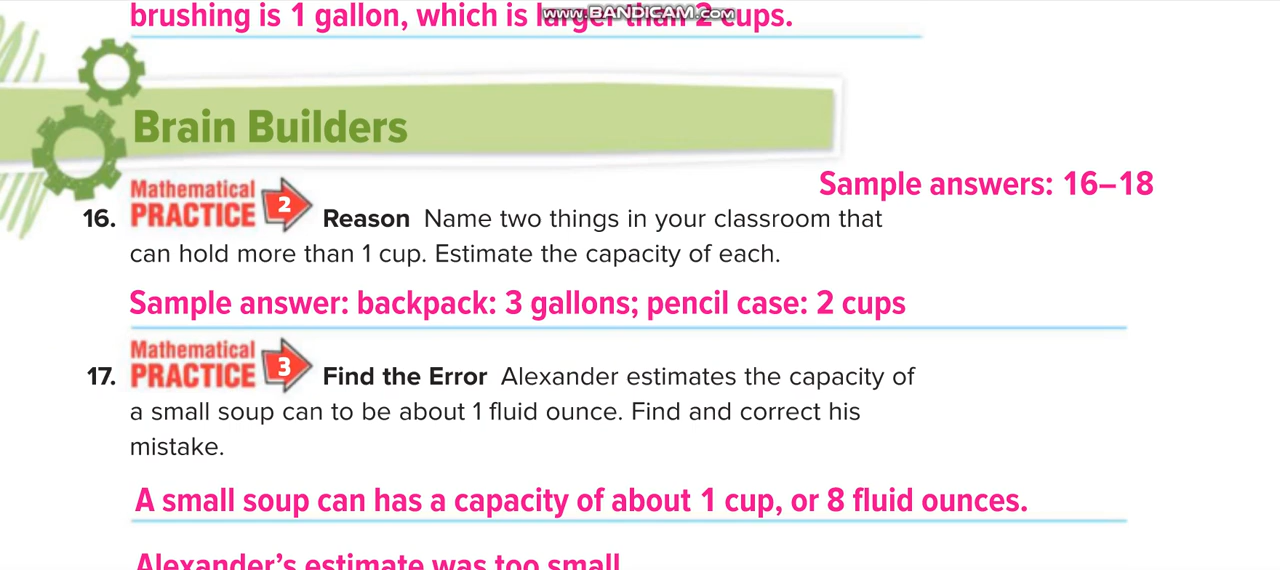 brushing is 1 gallon, which is larger than 2 cups.
www.BANDICAM.com
Brain Builders
Sample answers: 16–18
16. Mathematical PRACTICE 2 Reason Name two things in your classroom that
can hold more than 1 cup. Estimate the capacity of each.
Sample answer: backpack: 3 gallons; pencil case: 2 cups
17. Mathematical PRACTICE 3 Find the Error Alexander estimates the capacity of
a small soup can to be about 1 fluid ounce. Find and correct his
mistake.
A small soup can has a capacity of about 1 cup, or 8 fluid ounces.
Alexander's estimate was too small